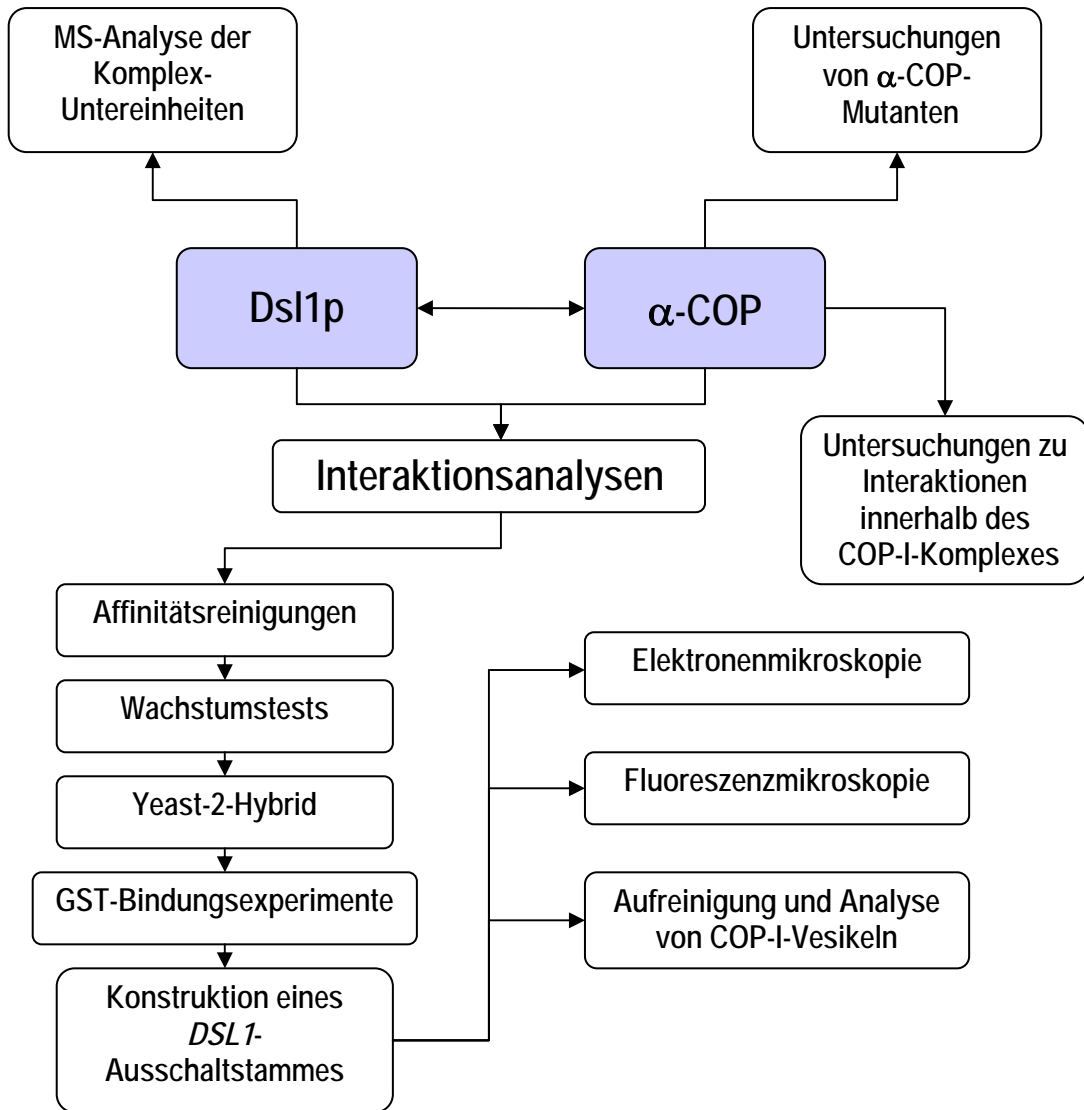 MS-Analyse der
Komplex-
Untereinheiten
Untersuchungen
von α-COP-
Mutanten
Dsl1p
α-COP
Interaktionsanalysen
Untersuchungen zu
Interaktionen
innerhalb des
COP-I-Komplexes
Affinitätsreinigungen
Wachstumstests
Yeast-2-Hybrid
GST-Bindungsexperimente
Konstruktion eines
DSL1-
Ausschaltstammes
Elektronenmikroskopie
Fluoreszenzmikroskopie
Aufreinigung und Analyse
von COP-I-Vesikeln